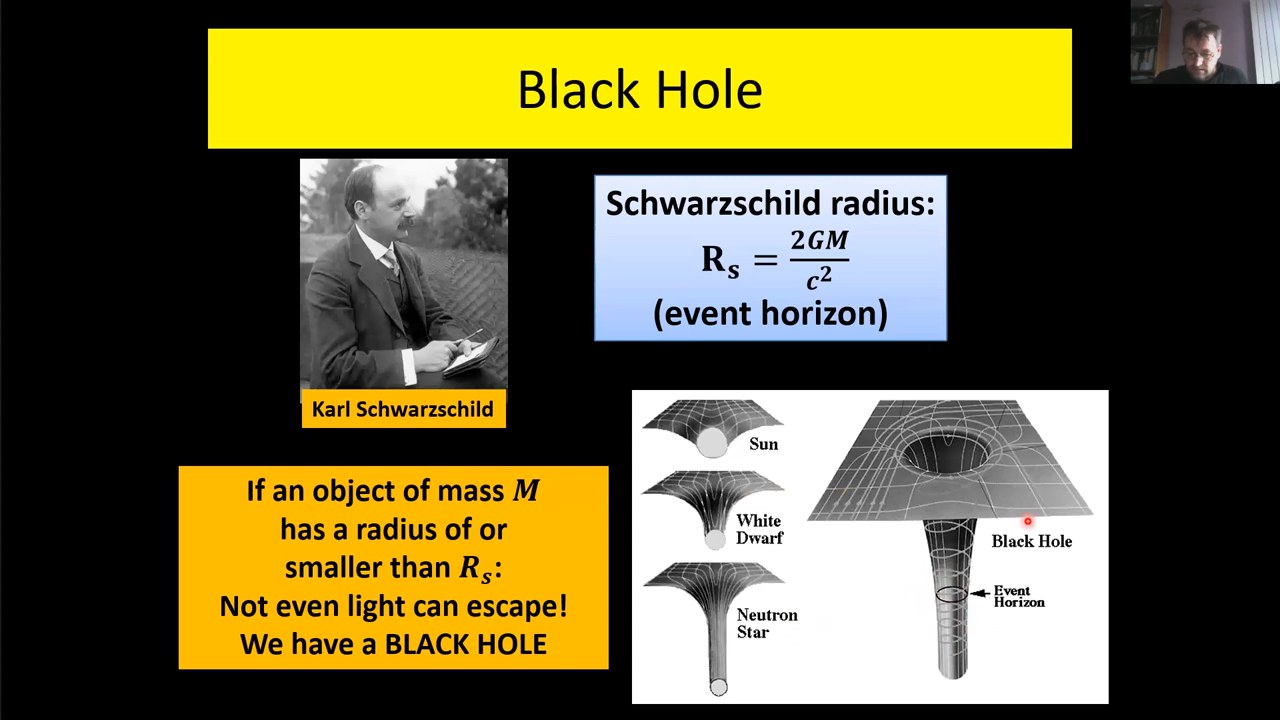 Black Hole
Karl Schwarzschild
Schwarzschild radius:
R_s = \frac{2GM}{c^2}
(event horizon)
If an object of mass M
has a radius of or
smaller than R_s:
Not even light can escape!
We have a BLACK HOLE
Sun
White
Dwarf
Neutron
Star
Black Hole
Event
Horizon